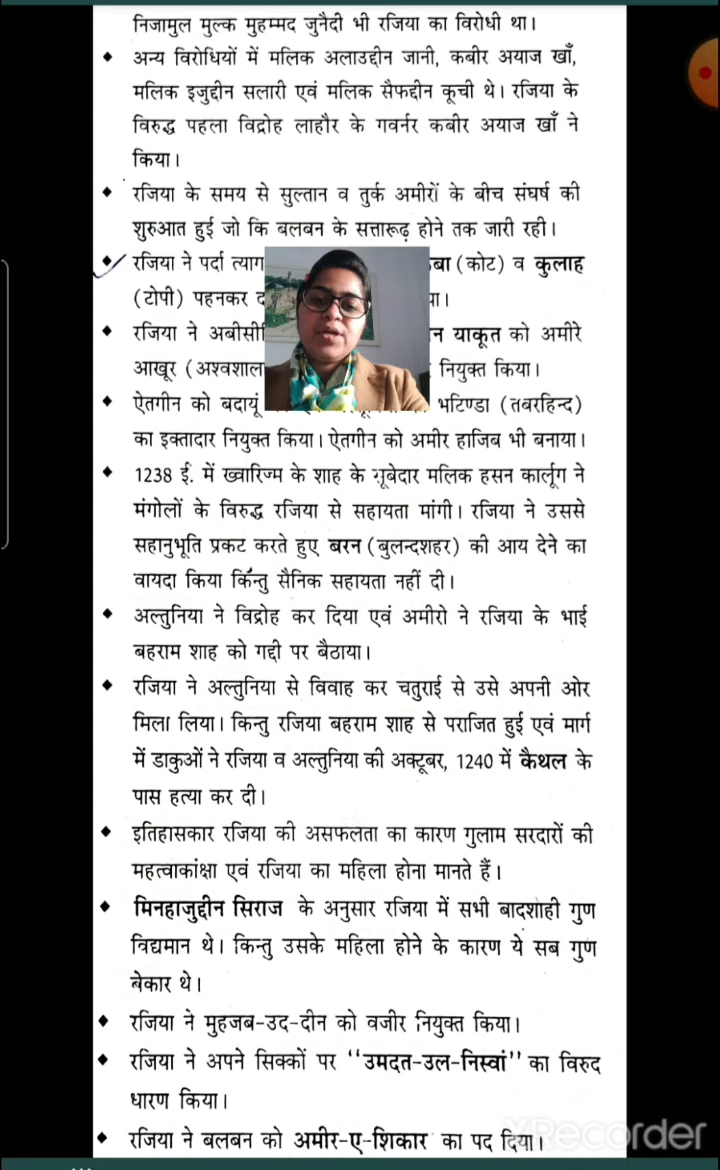 निजामुल मुल्क मुहम्मद जुनैदी भी रजिया का विरोधी था।
◆ अन्य विरोधियों में मलिक अलाउद्दीन जानी, कबीर अयाज खाँ,
मलिक इजुद्दीन सलारी एवं मलिक सैफद्दीन कूची थे। रजिया के
विरुद्ध पहला विद्रोह लाहौर के गवर्नर कबीर अयाज खाँ ने
किया।
◆ रजिया के समय से सुल्तान व तुर्क अमीरों के बीच संघर्ष की
शुरुआत हुई जो कि बलबन के सत्तारूढ़ होने तक जारी रही।
◆ रजिया ने पर्दा त्याग बा (कोट) व कुलाह
(टोपी) पहनकर
◆ रजिया ने अबीसी न याकूत को अमीरे
आखूर (अश्वशाल नियुक्त किया।
◆ ऐतगीन को बदायूं भटिण्डा (तबरहिन्द)
का इक्तादार नियुक्त किया। ऐतगीन को अमीर हाजिब भी बनाया।
◆ 1238 ई. में ख्वारिज्म के शाह के सूबेदार मलिक हसन कार्लूग ने
मंगोलों के विरुद्ध रजिया से सहायता मांगी। रजिया ने उससे
सहानुभूति प्रकट करते हुए बरन (बुलन्दशहर) की आय देने का
वायदा किया किन्तु सैनिक सहायता नहीं दी।
◆ अल्तुनिया ने विद्रोह कर दिया एवं अमीरो ने रजिया के भाई
बहराम शाह को गद्दी पर बैठाया।
◆ रजिया ने अल्तुनिया से विवाह कर चतुराई से उसे अपनी ओर
मिला लिया। किन्तु रजिया बहराम शाह से पराजित हुई एवं मार्ग
में डाकुओं ने रजिया व अल्तुनिया की अक्टूबर, 1240 में कैथल के
पास हत्या कर दी।
◆ इतिहासकार रजिया की असफलता का कारण गुलाम सरदारों की
महत्वाकांक्षा एवं रजिया का महिला होना मानते हैं।
◆ मिनहाजुद्दीन सिराज के अनुसार रजिया में सभी बादशाही गुण
विद्यमान थे। किन्तु उसके महिला होने के कारण ये सब गुण
बेकार थे।
◆ रजिया ने मुहजब-उद-दीन को वजीर नियुक्त किया।
◆ रजिया ने अपने सिक्कों पर "उमदत-उल-निस्वां" का विरुद
धारण किया।
◆ रजिया ने बलबन को अमीर-ए-शिकार का पद दिया।
XRecorder